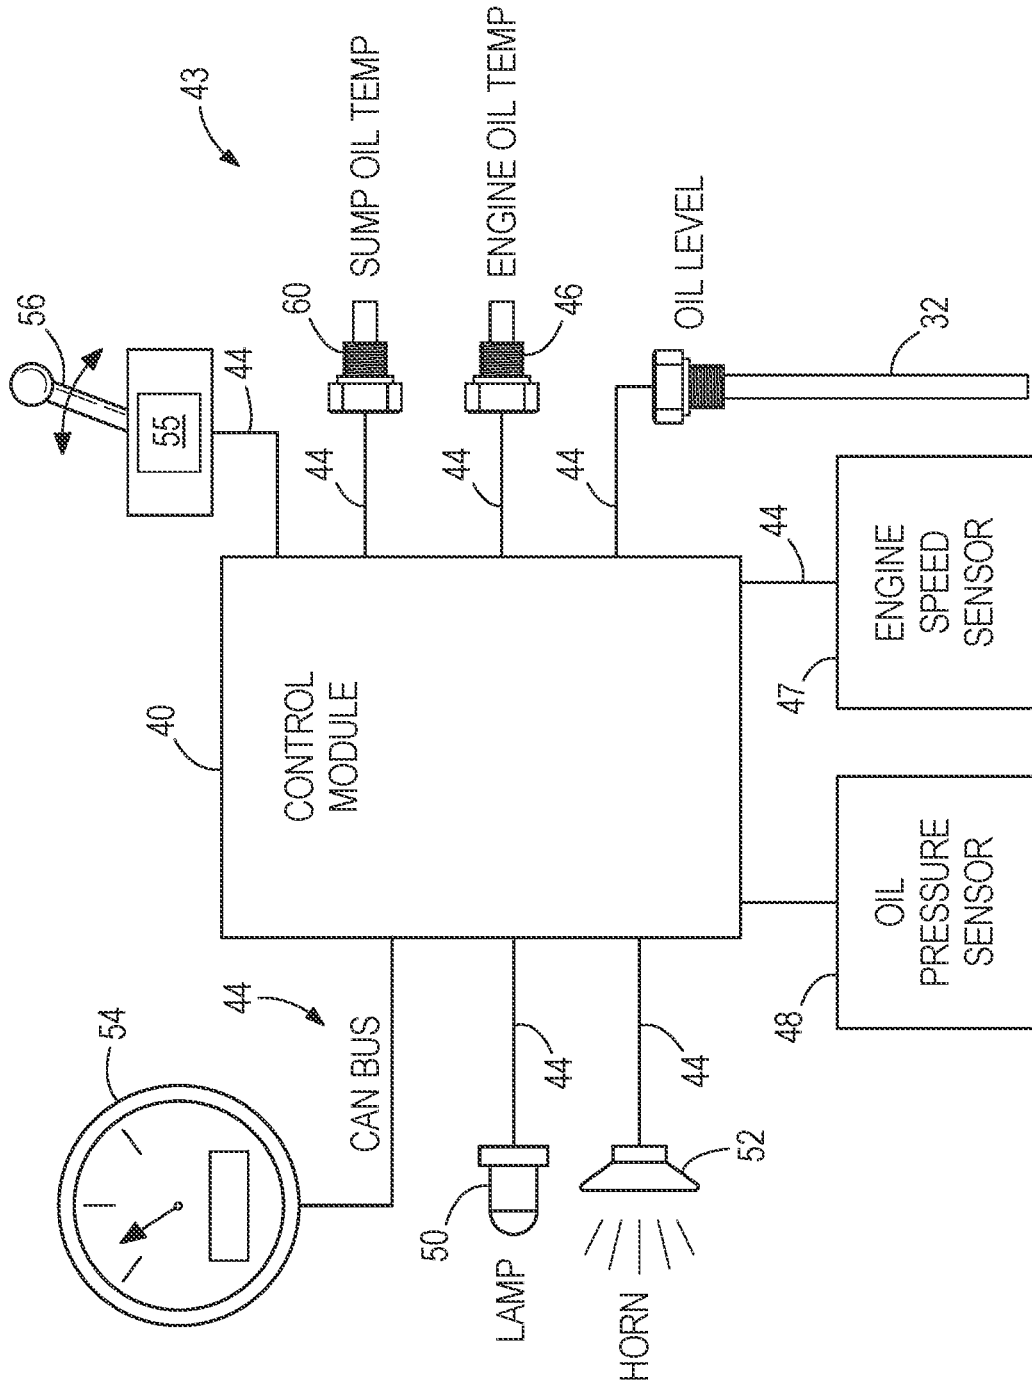 43
54
44
CAN BUS
40
CONTROL
MODULE
56
55
44
44
60
SUMP OIL TEMP
44
46
ENGINE OIL TEMP
44
OIL LEVEL
32
50
LAMP
44
52
HORN
44
48
OIL
PRESSURE
SENSOR
47
44
ENGINE
SPEED
SENSOR